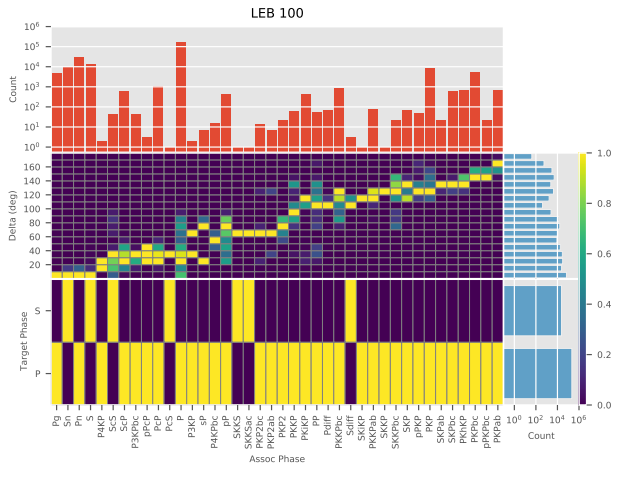 LEB 100
10⁶
10⁵
10⁴
10³
10²
10¹
10⁰
Count
160
140
120
100
80
60
40
20
Delta (deg)
S
P
Target Phase
1.0
0.8
0.6
0.4
0.2
0.0
10⁰ 10² 10⁴ 10⁶
Count
Pg Sn Pn S P4KP ScS ScP P3KPbc pPcP PcP PcS P P3KP sP P4KPbc pP SKKS SKKSac PKP2bc PKP2ab PKP2 PKKP PKiKP PP Pdiff PKKPbc Sdiff SKiKP PKKPab SKKP SKKPbc SKP pPKP PKP SKPab SKPbc PKhKP PKPbc pPKPbc PKPab
Assoc Phase